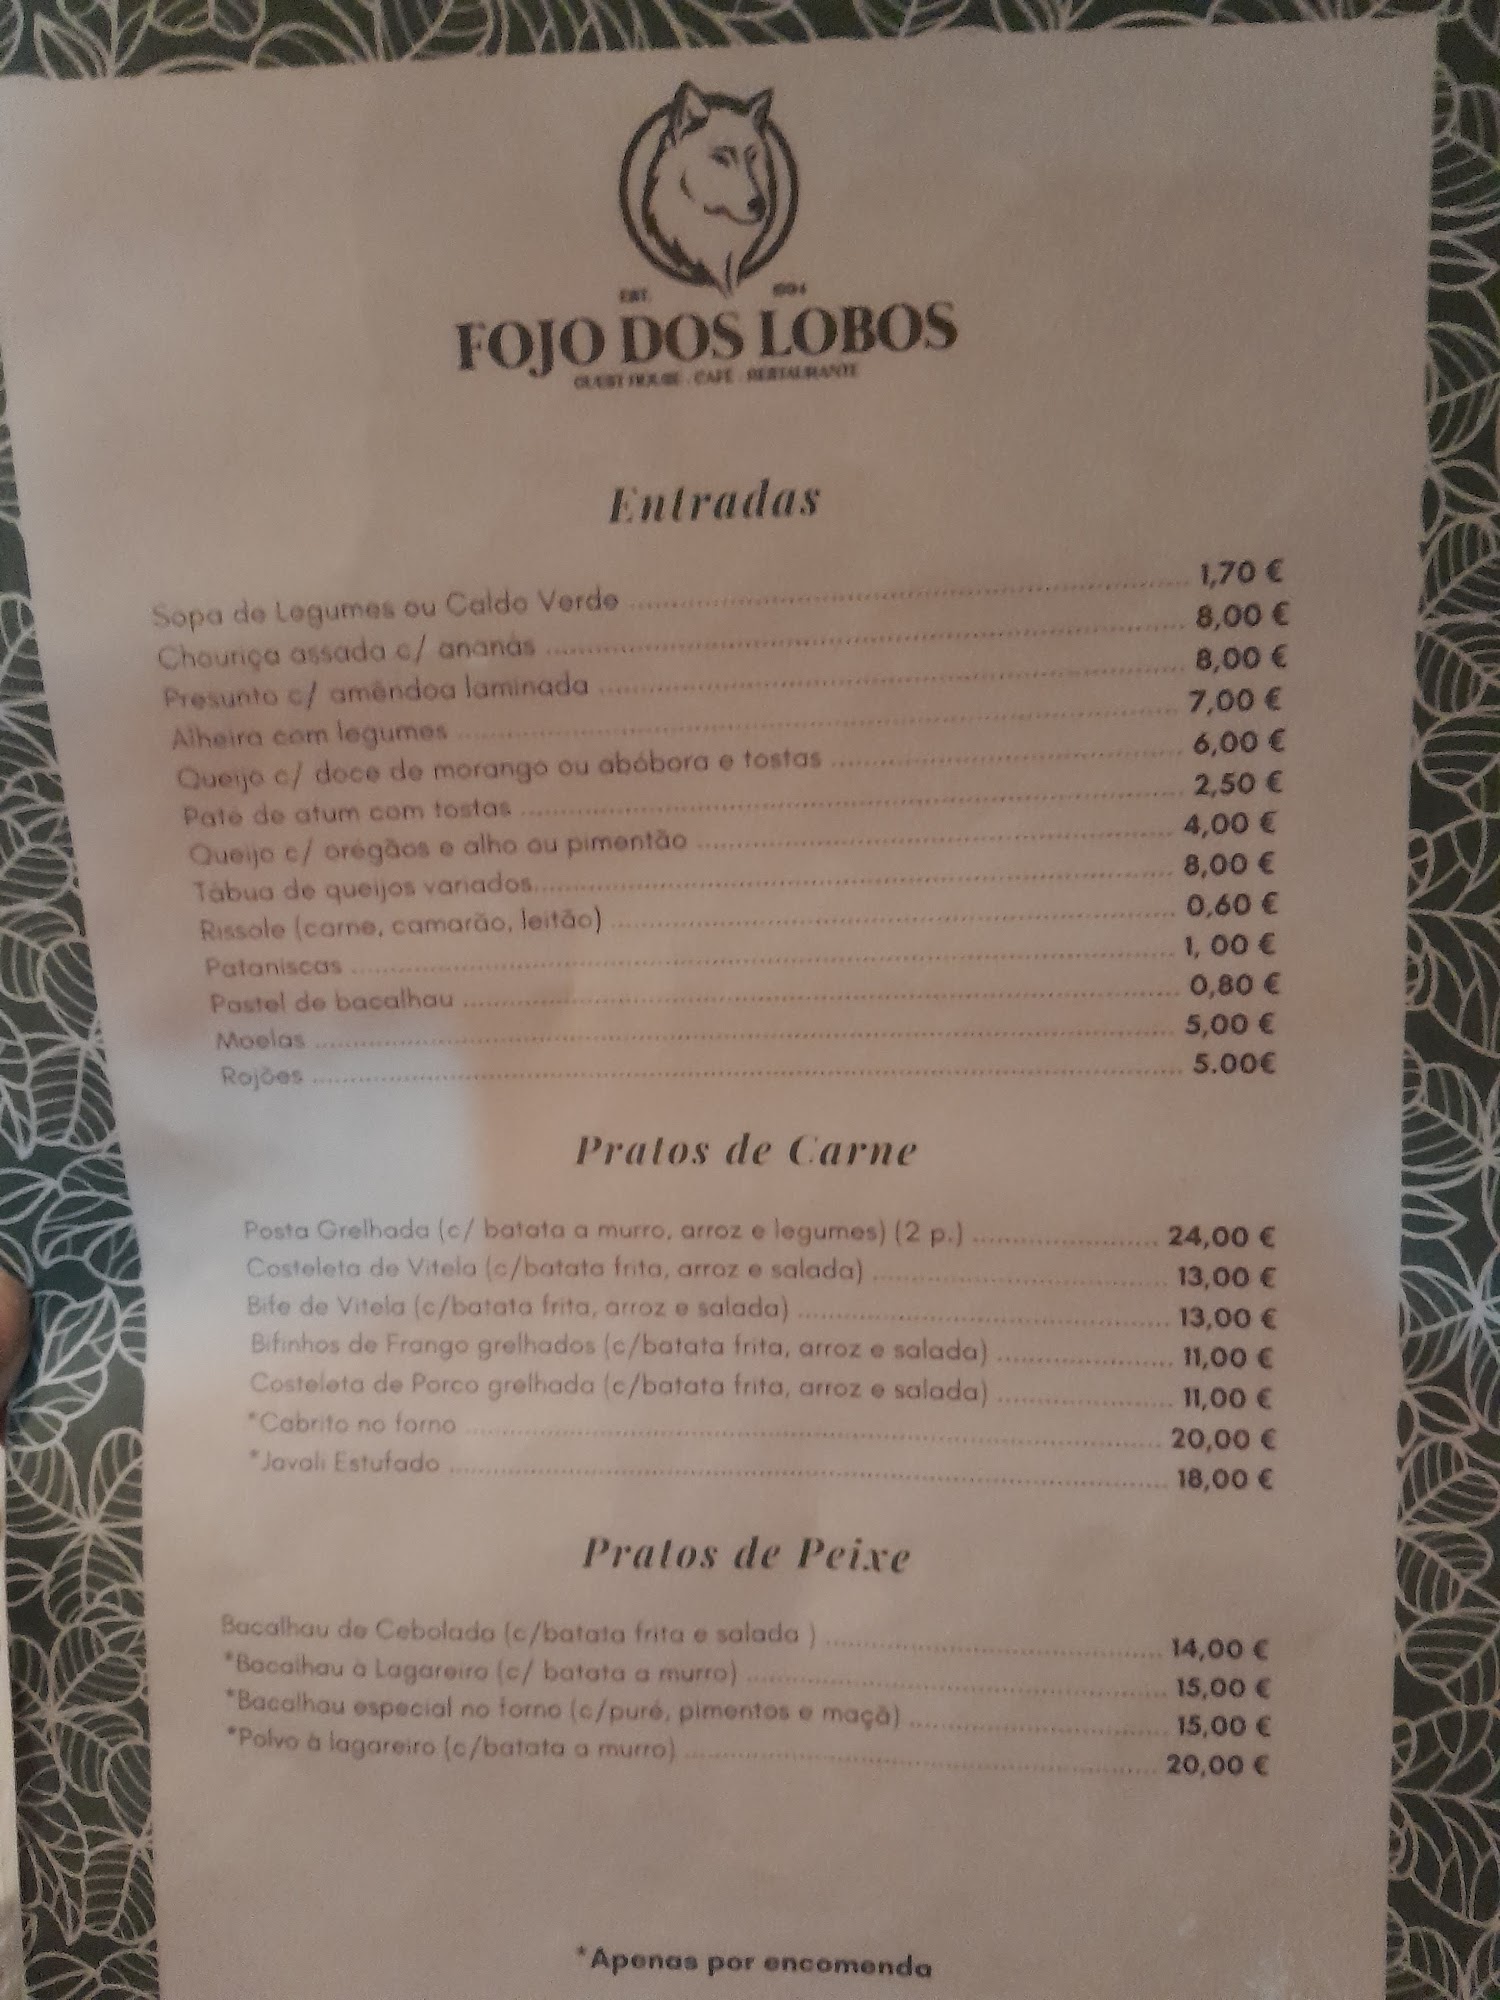 EST. 1994
FOJO DOS LOBOS
GUEST HOUSE . CAFÉ . RESTAURANTE
Entradas
Sopa de Legumes ou Caldo Verde 1,70 €
Chouriça assada c/ ananás 8,00 €
Presunto c/ amêndoa laminada 8,00 €
Alheira com legumes 7,00 €
Queijo c/ doce de morango ou abóbora e tostas 6,00 €
Paté de atum com tostas 2,50 €
Queijo c/ orégãos e alho ou pimentão 4,00 €
Tábua de queijos variados 8,00 €
Rissole (carne, camarão, leitão) 0,60 €
Pataniscas 1, 00 €
Pastel de bacalhau 0,80 €
Moelas 5,00 €
Rojões 5.00€
Pratos de Carne
Posta Grelhada (c/ batata a murro, arroz e legumes) (2 p.) 24,00 €
Costeleta de Vitela (c/batata frita, arroz e salada) 13,00 €
Bife de Vitela (c/batata frita, arroz e salada) 13,00 €
Bifinhos de Frango grelhados (c/batata frita, arroz e salada) 11,00 €
Costeleta de Porco grelhada (c/batata frita, arroz e salada) 11,00 €
*Cabrito no forno 20,00 €
*Javali Estufado 18,00 €
Pratos de Peixe
Bacalhau de Cebolada (c/batata frita e salada ) 14,00 €
*Bacalhau à Lagareiro (c/ batata a murro) 15,00 €
*Bacalhau especial no forno (c/puré, pimentos e maçã) 15,00 €
*Polvo à lagareiro (c/batata a murro) 20,00 €
*Apenas por encomenda